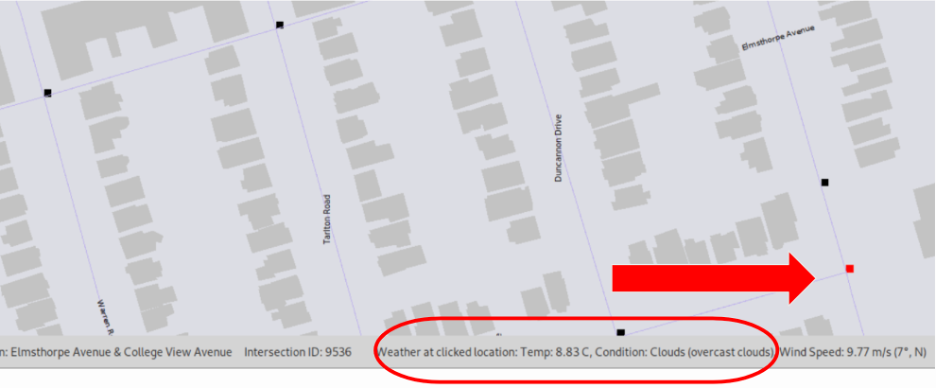 Elmsthorpe Avenue
Duncannon Drive
Tarlton Road
Warren R
n: Elmsthorpe Avenue & College View Avenue Intersection ID: 9536 Weather at clicked location: Temp: 8.83 C, Condition: Clouds (overcast clouds) Wind Speed: 9.77 m/s (7°, N)